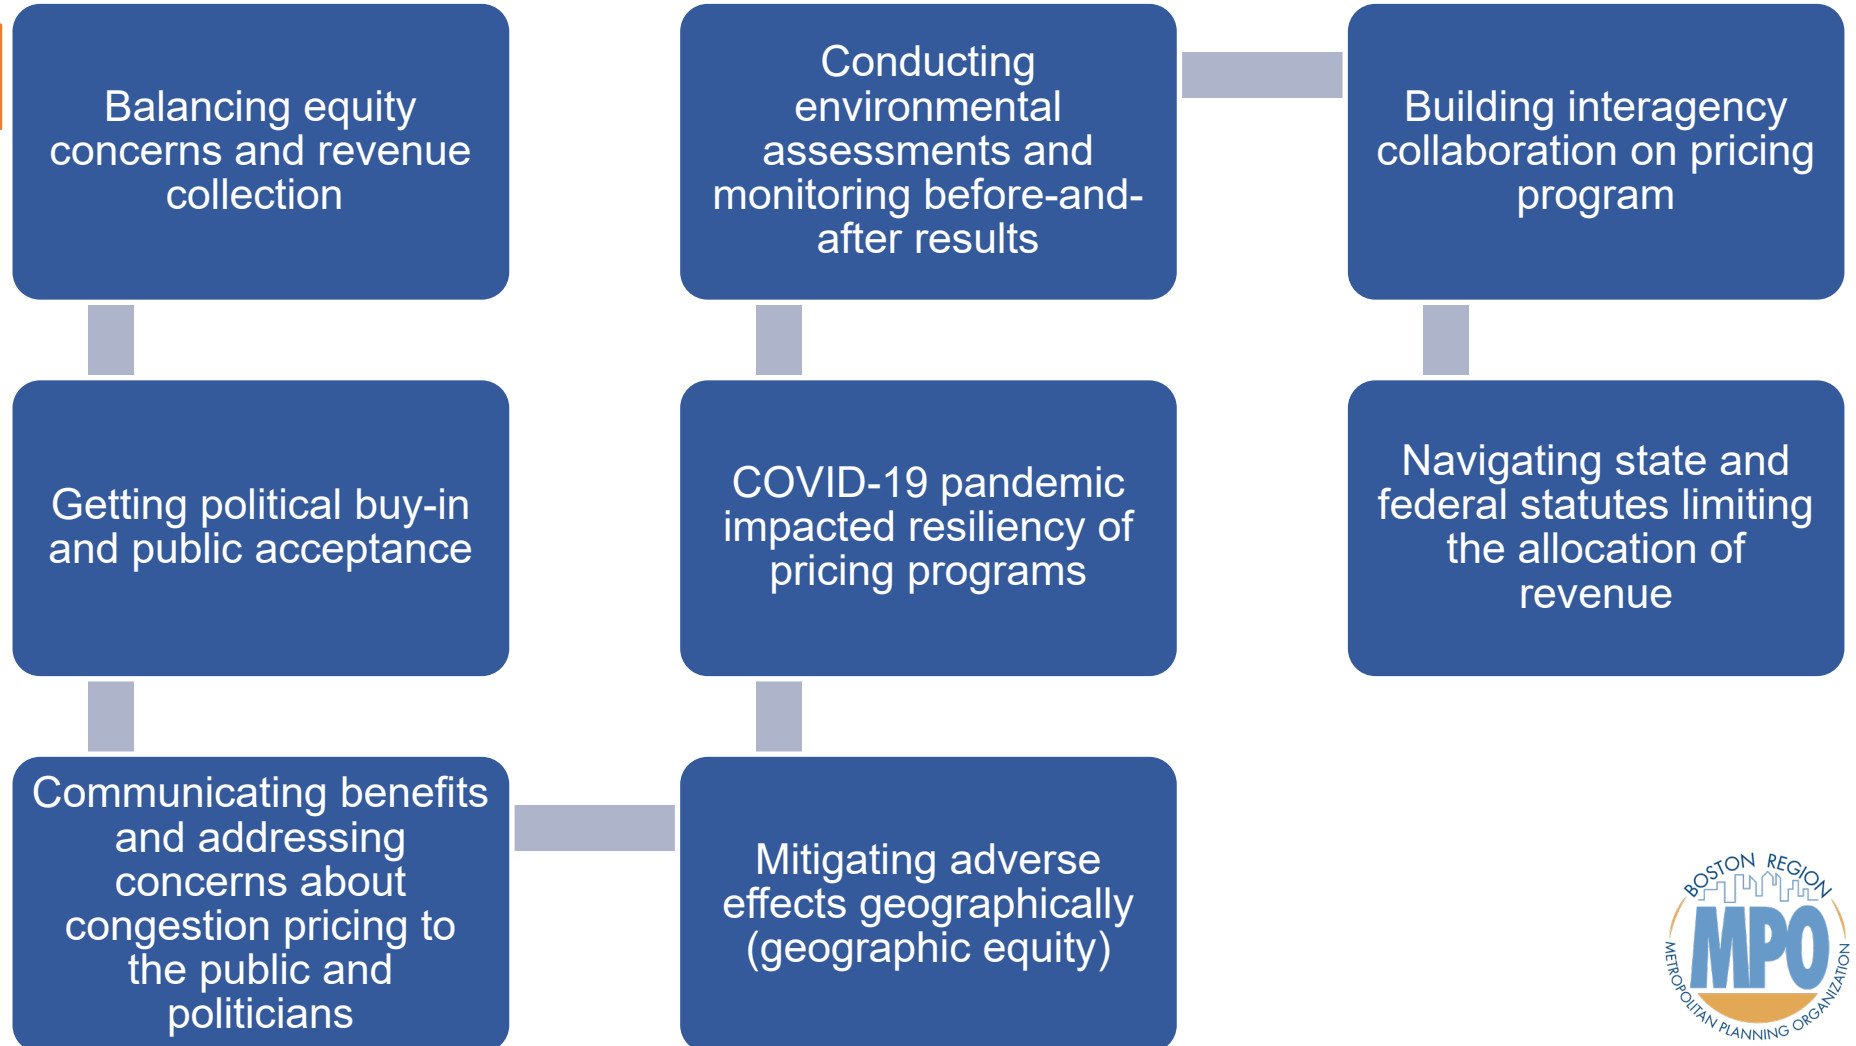 Balancing equity
concerns and revenue
collection
Getting political buy-in
and public acceptance
Communicating benefits
and addressing
concerns about
congestion pricing to
the public and
politicians
Mitigating adverse
effects geographically
(geographic equity)
COVID-19 pandemic
impacted resiliency of
pricing programs
Conducting
environmental
assessments and
monitoring before-and-
after results
Building interagency
collaboration on pricing
program
Navigating state and
federal statutes limiting
the allocation of
revenue
BOSTON REGION
MPO
METROPOLITAN PLANNING ORGANIZATION